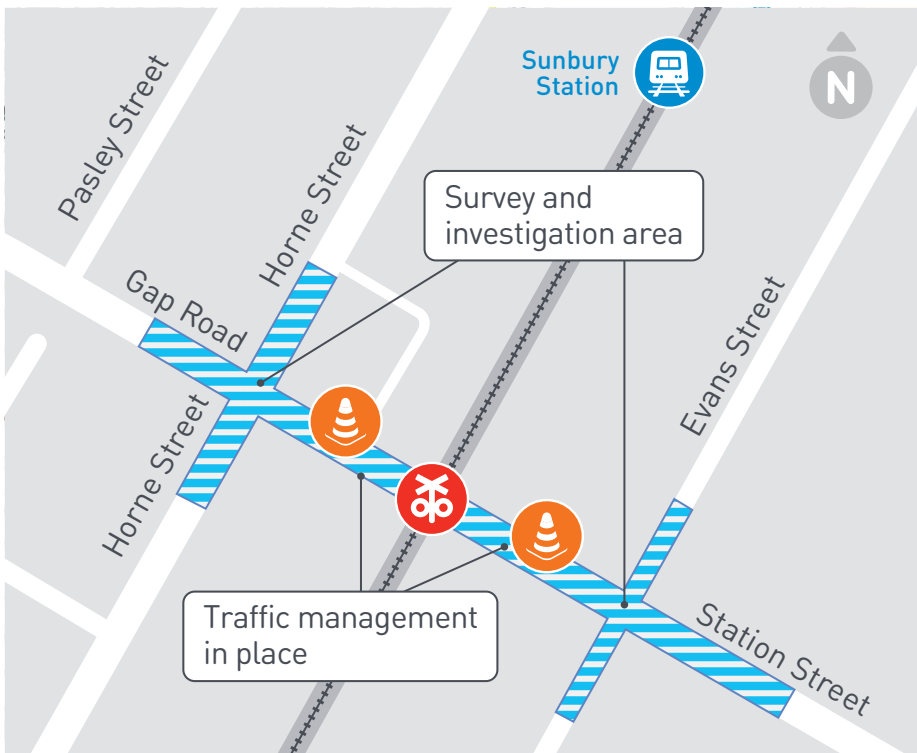 Sunbury
Station
N
Pasley Street
Horne Street
Survey and
investigation area
Gap Road
Evans Street
Horne Street
Traffic management
in place
Station Street